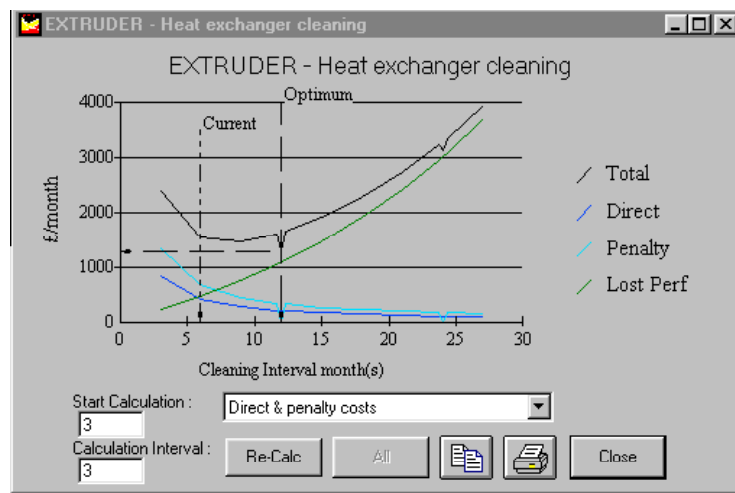 EXTRUDER - Heat exchanger cleaning
EXTRUDER - Heat exchanger cleaning
Optimum
Current
4000
3000
2000
1000
0
£/month
0 5 10 15 20 25 30
Cleaning Interval month(s)
Total
Direct
Penalty
Lost Perf
Start Calculation :
3
Direct & penalty costs
Calculation Interval :
3
Re-Calc
All
Close